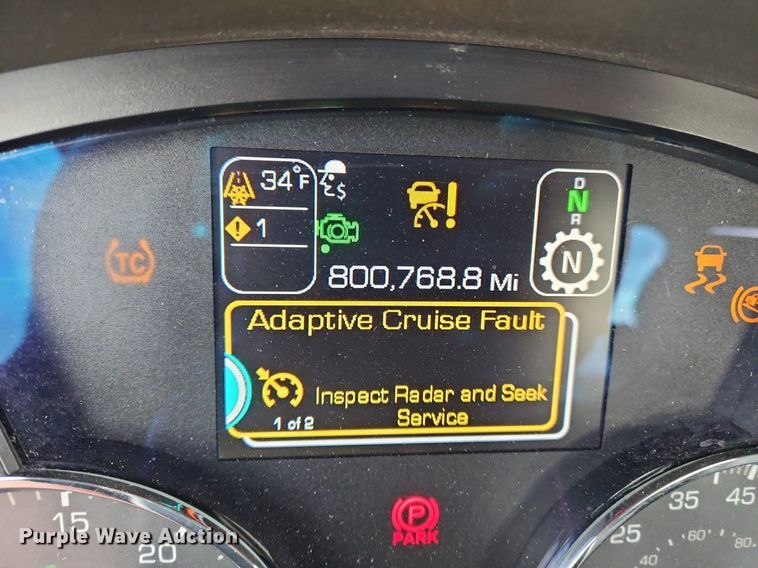 34°F
1
D
N
R
N
TC
800,768.8 Mi
Adaptive Cruise Fault
Inspect Radar and Seek
Service
1 of 2
P
PARK
15
20
25
35
45
40
60
80
Purple Wave Auction